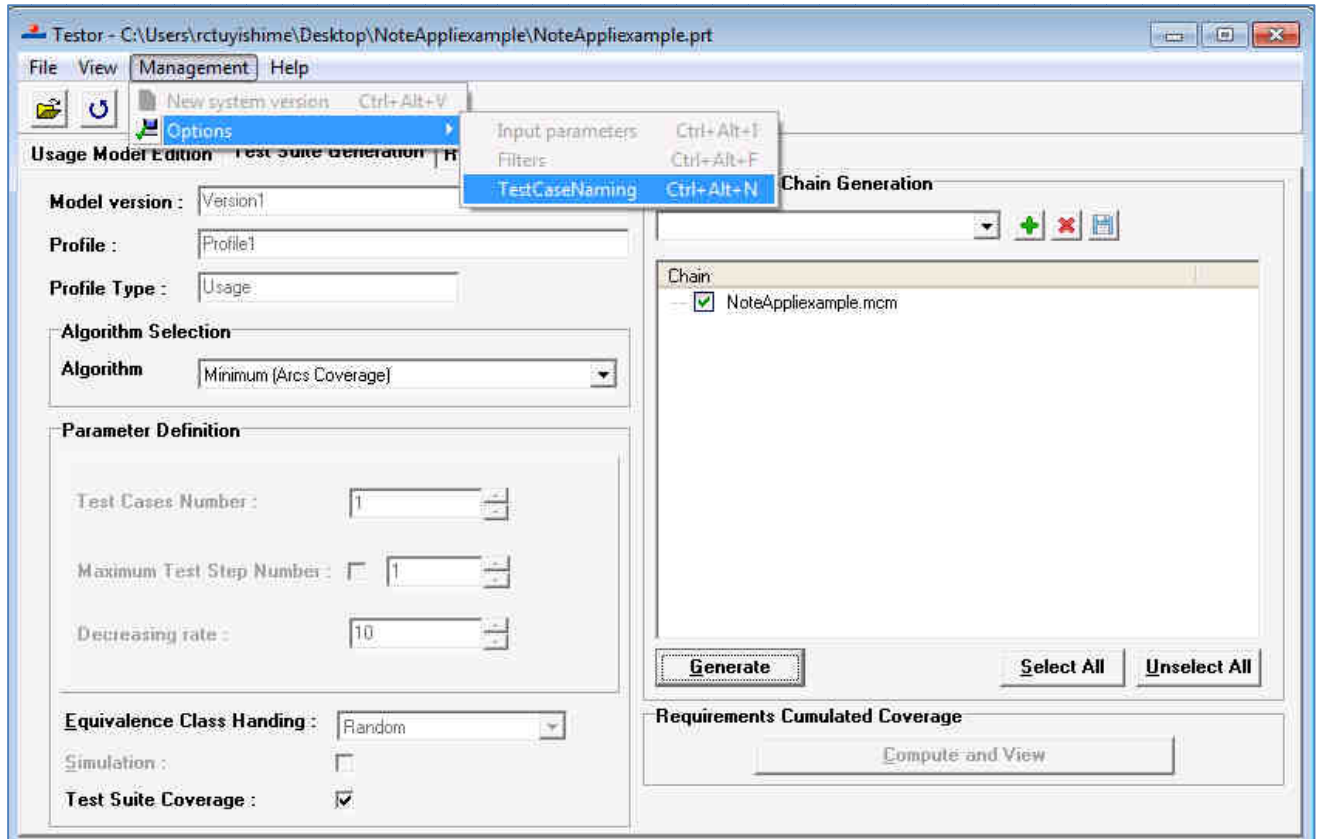 Testor - C:\Users\rctuyishime\Desktop\NoteAppliexample\NoteAppliexample.prt
File View Management Help
New system version Ctrl+Alt+V
Options
Input parameters Ctrl+Alt+I
Filters Ctrl+Alt+F
TestCaseNaming Ctrl+Alt+N
Usage Model Edition Test Suite Generation R
Model version : Version1
Profile : Profile1
Profile Type : Usage
Algorithm Selection
Algorithm Minimum (Arcs Coverage)
Parameter Definition
Test Cases Number : 1
Maximum Test Step Number : 1
Decreasing rate : 10
Equivalence Class Handing : Random
Simulation :
Test Suite Coverage :
Chain Generation
Chain
NoteAppliexample.mcm
Generate Select All Unselect All
Requirements Cumulated Coverage
Compute and View